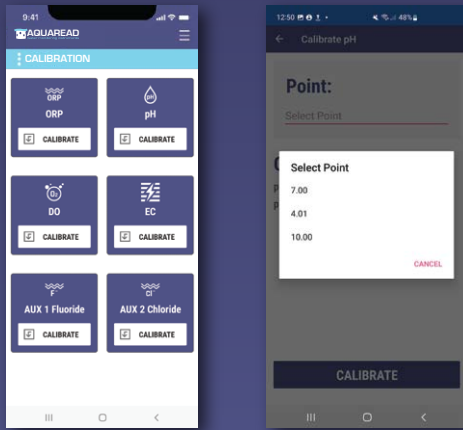 9:41
AQUAREAD
CALIBRATION
ORP
ORP
CALIBRATE
pH
pH
CALIBRATE
O₂
DO
CALIBRATE
EC
CALIBRATE
F
AUX 1 Fluoride
CALIBRATE
Cl
AUX 2 Chloride
CALIBRATE
12:50
48%
Calibrate pH
Point:
Select Point
Select Point
7.00
4.01
10.00
CANCEL
CALIBRATE